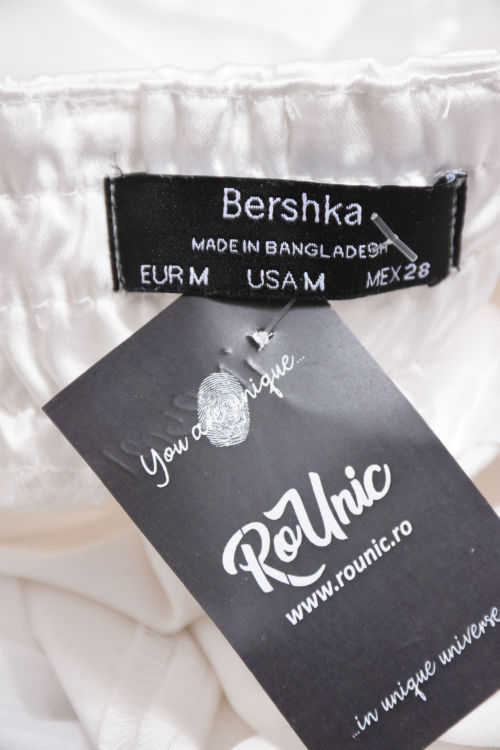 Bershka
MADE IN BANGLADESH
EUR M USA M MEX 28
You are unique...
RoUnic
www.rounic.ro
...in unique universe